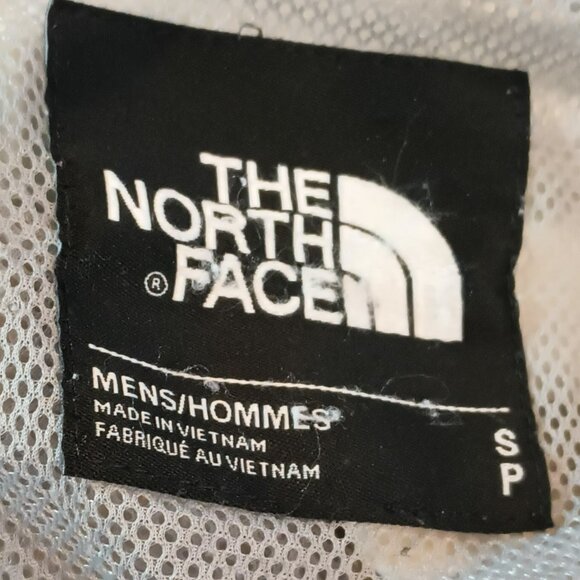 THE
NORTH
® FACE
MENS/HOMMES
MADE IN VIETNAM
FABRIQUÉ AU VIETNAM
S
P